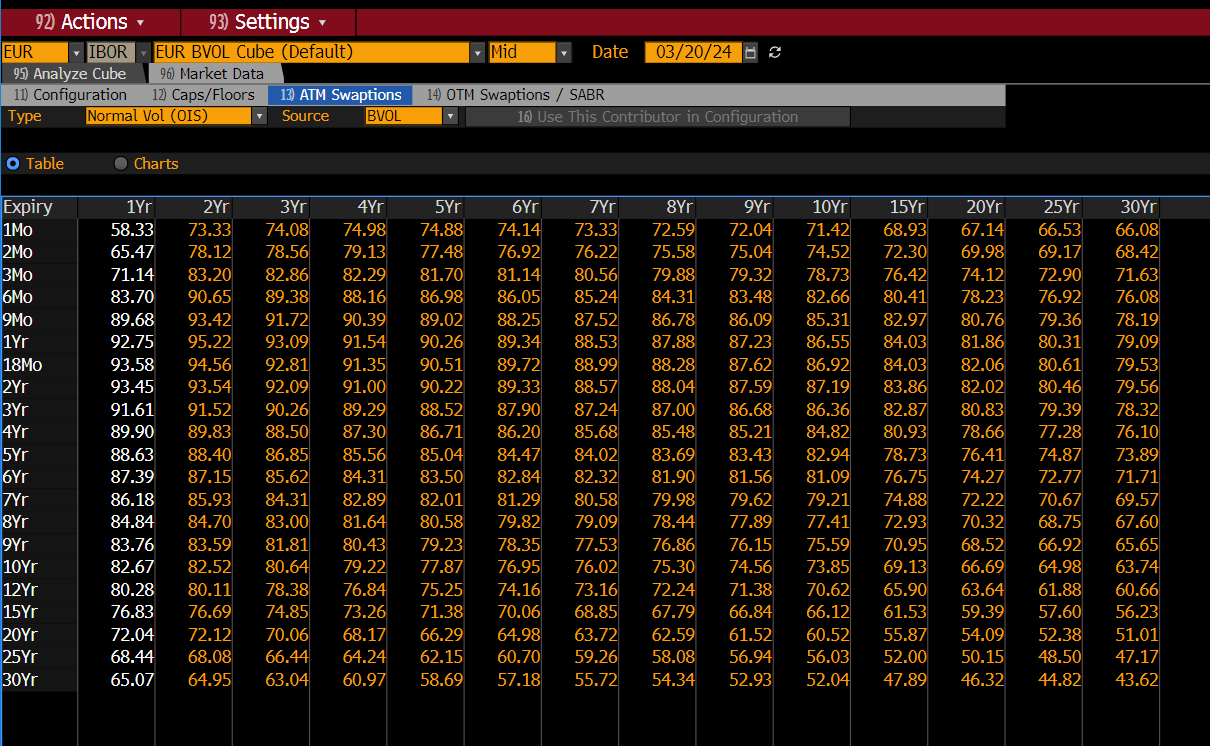 92) Actions 93) Settings
EUR IBOR EUR BVOL Cube (Default) Mid Date 03/20/24
95) Analyze Cube 96) Market Data
11) Configuration 12) Caps/Floors 13) ATM Swaptions 14) OTM Swaptions / SABR
Type Normal Vol (OIS) Source BVOL 16) Use This Contributor in Configuration
Table Charts
Expiry 1Yr 2Yr 3Yr 4Yr 5Yr 6Yr 7Yr 8Yr 9Yr 10Yr 15Yr 20Yr 25Yr 30Yr
1Mo 58.33 73.33 74.08 74.98 74.88 74.14 73.33 72.59 72.04 71.42 68.93 67.14 66.53 66.08
2Mo 65.47 78.12 78.56 79.13 77.48 76.92 76.22 75.58 75.04 74.52 72.30 69.98 69.17 68.42
3Mo 71.14 83.20 82.86 82.29 81.70 81.14 80.56 79.88 79.32 78.73 76.42 74.12 72.90 71.63
6Mo 83.70 90.65 89.38 88.16 86.98 86.05 85.24 84.31 83.48 82.66 80.41 78.23 76.92 76.08
9Mo 89.68 93.42 91.72 90.39 89.02 88.25 87.52 86.78 86.09 85.31 82.97 80.76 79.36 78.19
1Yr 92.75 95.22 93.09 91.54 90.26 89.34 88.53 87.88 87.23 86.55 84.03 81.86 80.31 79.09
18Mo 93.58 94.56 92.81 91.35 90.51 89.72 88.99 88.28 87.62 86.92 84.03 82.06 80.61 79.53
2Yr 93.45 93.54 92.09 91.00 90.22 89.33 88.57 88.04 87.59 87.19 83.86 82.02 80.46 79.56
3Yr 91.61 91.52 90.26 89.29 88.52 87.90 87.24 87.00 86.68 86.36 82.87 80.83 79.39 78.32
4Yr 89.90 89.83 88.50 87.30 86.71 86.20 85.68 85.48 85.21 84.82 80.93 78.66 77.28 76.10
5Yr 88.63 88.40 86.85 85.56 85.04 84.47 84.02 83.69 83.43 82.94 78.73 76.41 74.87 73.89
6Yr 87.39 87.15 85.62 84.31 83.50 82.84 82.32 81.90 81.56 81.09 76.75 74.27 72.77 71.71
7Yr 86.18 85.93 84.31 82.89 82.01 81.29 80.58 79.98 79.62 79.21 74.88 72.22 70.67 69.57
8Yr 84.84 84.70 83.00 81.64 80.58 79.82 79.09 78.44 77.89 77.41 72.93 70.32 68.75 67.60
9Yr 83.76 83.59 81.81 80.43 79.23 78.35 77.53 76.86 76.15 75.59 70.95 68.52 66.92 65.65
10Yr 82.67 82.52 80.64 79.22 77.87 76.95 76.02 75.30 74.56 73.85 69.13 66.69 64.98 63.74
12Yr 80.28 80.11 78.38 76.84 75.25 74.16 73.16 72.24 71.38 70.62 65.90 63.64 61.88 60.66
15Yr 76.83 76.69 74.85 73.26 71.38 70.06 68.85 67.79 66.84 66.12 61.53 59.39 57.60 56.23
20Yr 72.04 72.12 70.06 68.17 66.29 64.98 63.72 62.59 61.52 60.52 55.87 54.09 52.38 51.01
25Yr 68.44 68.08 66.44 64.24 62.15 60.70 59.26 58.08 56.94 56.03 52.00 50.15 48.50 47.17
30Yr 65.07 64.95 63.04 60.97 58.69 57.18 55.72 54.34 52.93 52.04 47.89 46.32 44.82 43.62